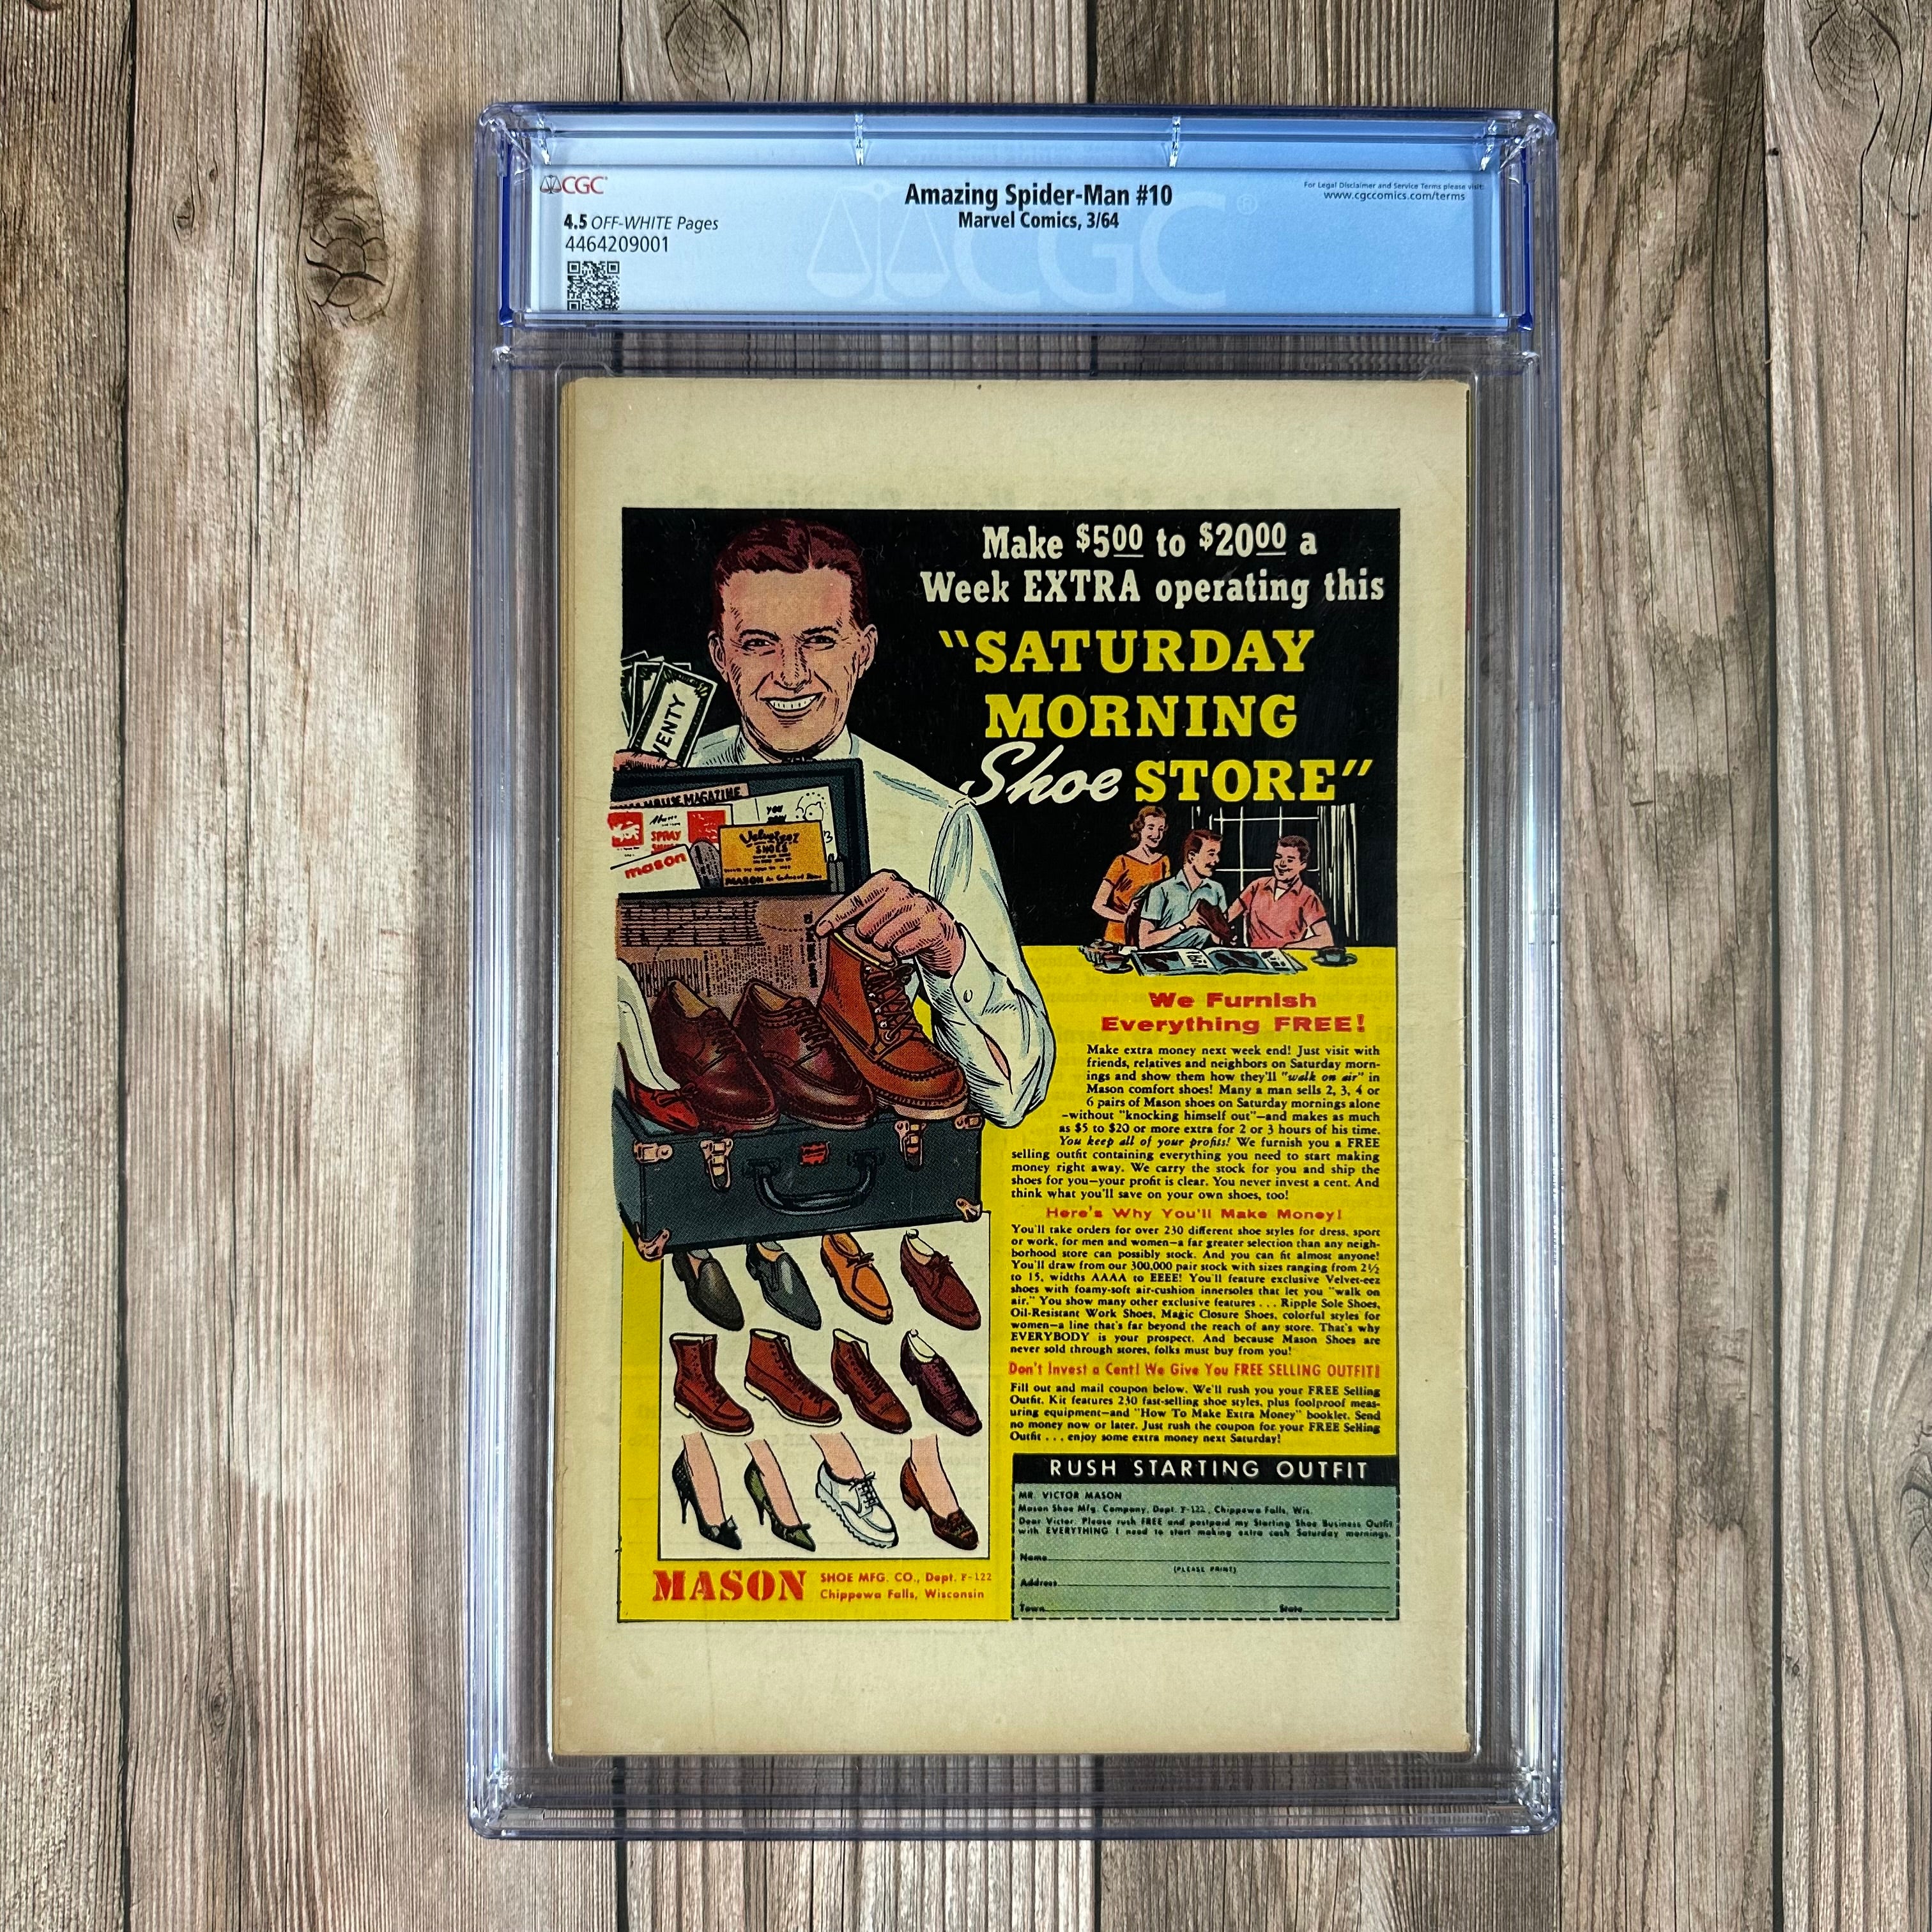 CGC
Amazing Spider-Man #10
For Legal Disclaimer and Service Terms please visit:
www.cgccomics.com/terms
4.5 OFF-WHITE Pages
Marvel Comics, 3/64
4464209001
CGC®
Make $500 to $2000 a
Week EXTRA operating this
"SATURDAY
MORNING
Shoe STORE"
VENTY
MAGAZINE
YOU
SPRAY
mason
Velvet-eez
SHOES
MASON
We Furnish
Everything FREE!
Make extra money next week end! Just visit with
friends, relatives and neighbors on Saturday morn-
ings and show them how they'll "walk on air" in
Mason comfort shoes! Many a man sells 2, 3, 4 or
6 pairs of Mason shoes on Saturday mornings alone
-without "knocking himself out"-and makes as much
as $5 to $20 or more extra for 2 or 3 hours of his time.
You keep all of your profits! We furnish you a FREE
selling outfit containing everything you need to start making
money right away. We carry the stock for you and ship the
shoes for you—your profit is clear. You never invest a cent. And
think what you'll save on your own shoes, too!
Here's Why You'll Make Money!
You'll take orders for over 230 different shoe styles for dress, sport
or work, for men and women—a far greater selection than any neigh-
borhood store can possibly stock. And you can fit almost anyone!
You'll draw from our 300,000 pair stock with sizes ranging from 2½
to 15, widths AAAA to EEEE! You'll feature exclusive Velvet-eez
shoes with foamy-soft air-cushion innersoles that let you "walk on
air." You show many other exclusive features . . . Ripple Sole Shoes,
Oil-Resistant Work Shoes, Magic Closure Shoes, colorful styles for
women—a line that's far beyond the reach of any store. That's why
EVERYBODY is your prospect. And because Mason Shoes are
never sold through stores, folks must buy from you!
Don't Invest a Cent! We Give You FREE SELLING OUTFIT!
Fill out and mail coupon below. We'll rush you your FREE Selling
Outfit. Kit features 230 fast-selling shoe styles, plus foolproof meas-
uring equipment—and "How To Make Extra Money" booklet. Send
no money now or later. Just rush the coupon for your FREE Selling
Outfit . . . enjoy some extra money next Saturday!
RUSH STARTING OUTFIT
MR. VICTOR MASON
Mason Shoe Mfg. Company, Dept. F-122, Chippewa Falls, Wis.
Dear Victor: Please rush FREE and postpaid my Starting Shoe Business Outfit
with EVERYTHING I need to start making extra cash Saturday mornings.
Name
(PLEASE PRINT)
Address
Town State
MASON SHOE MFG. CO., Dept. F-122
Chippewa Falls, Wisconsin